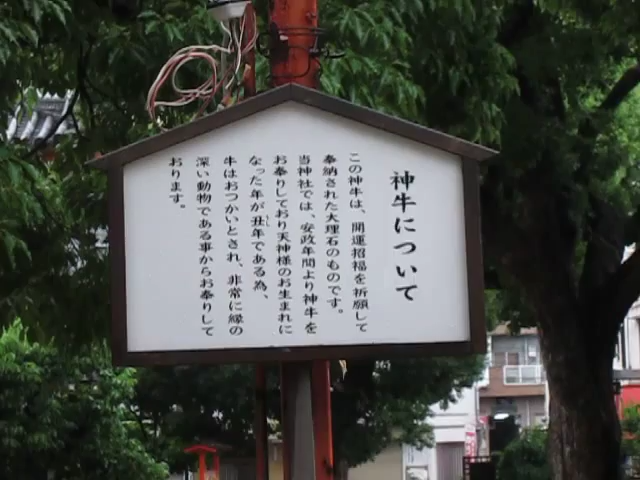 神牛について
この神牛は、開運招福を祈願して
奉納された大理石のものです。
当神社では、安政年間より神牛を
お奉りしており天神様のお生まれに
なった年が丑年である為、
牛はおつかいとされ、非常に縁の
深い動物である事からお奉りして
おります。